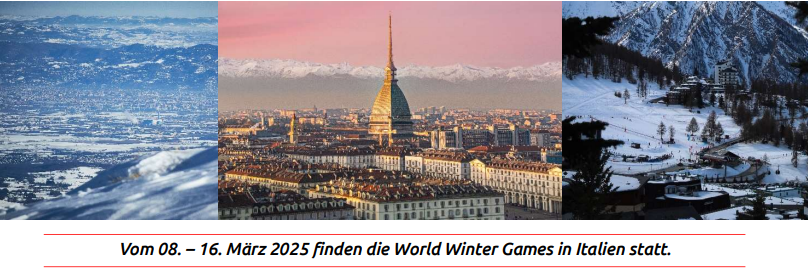 Vom 08. – 16. März 2025 finden die World Winter Games in Italien statt.